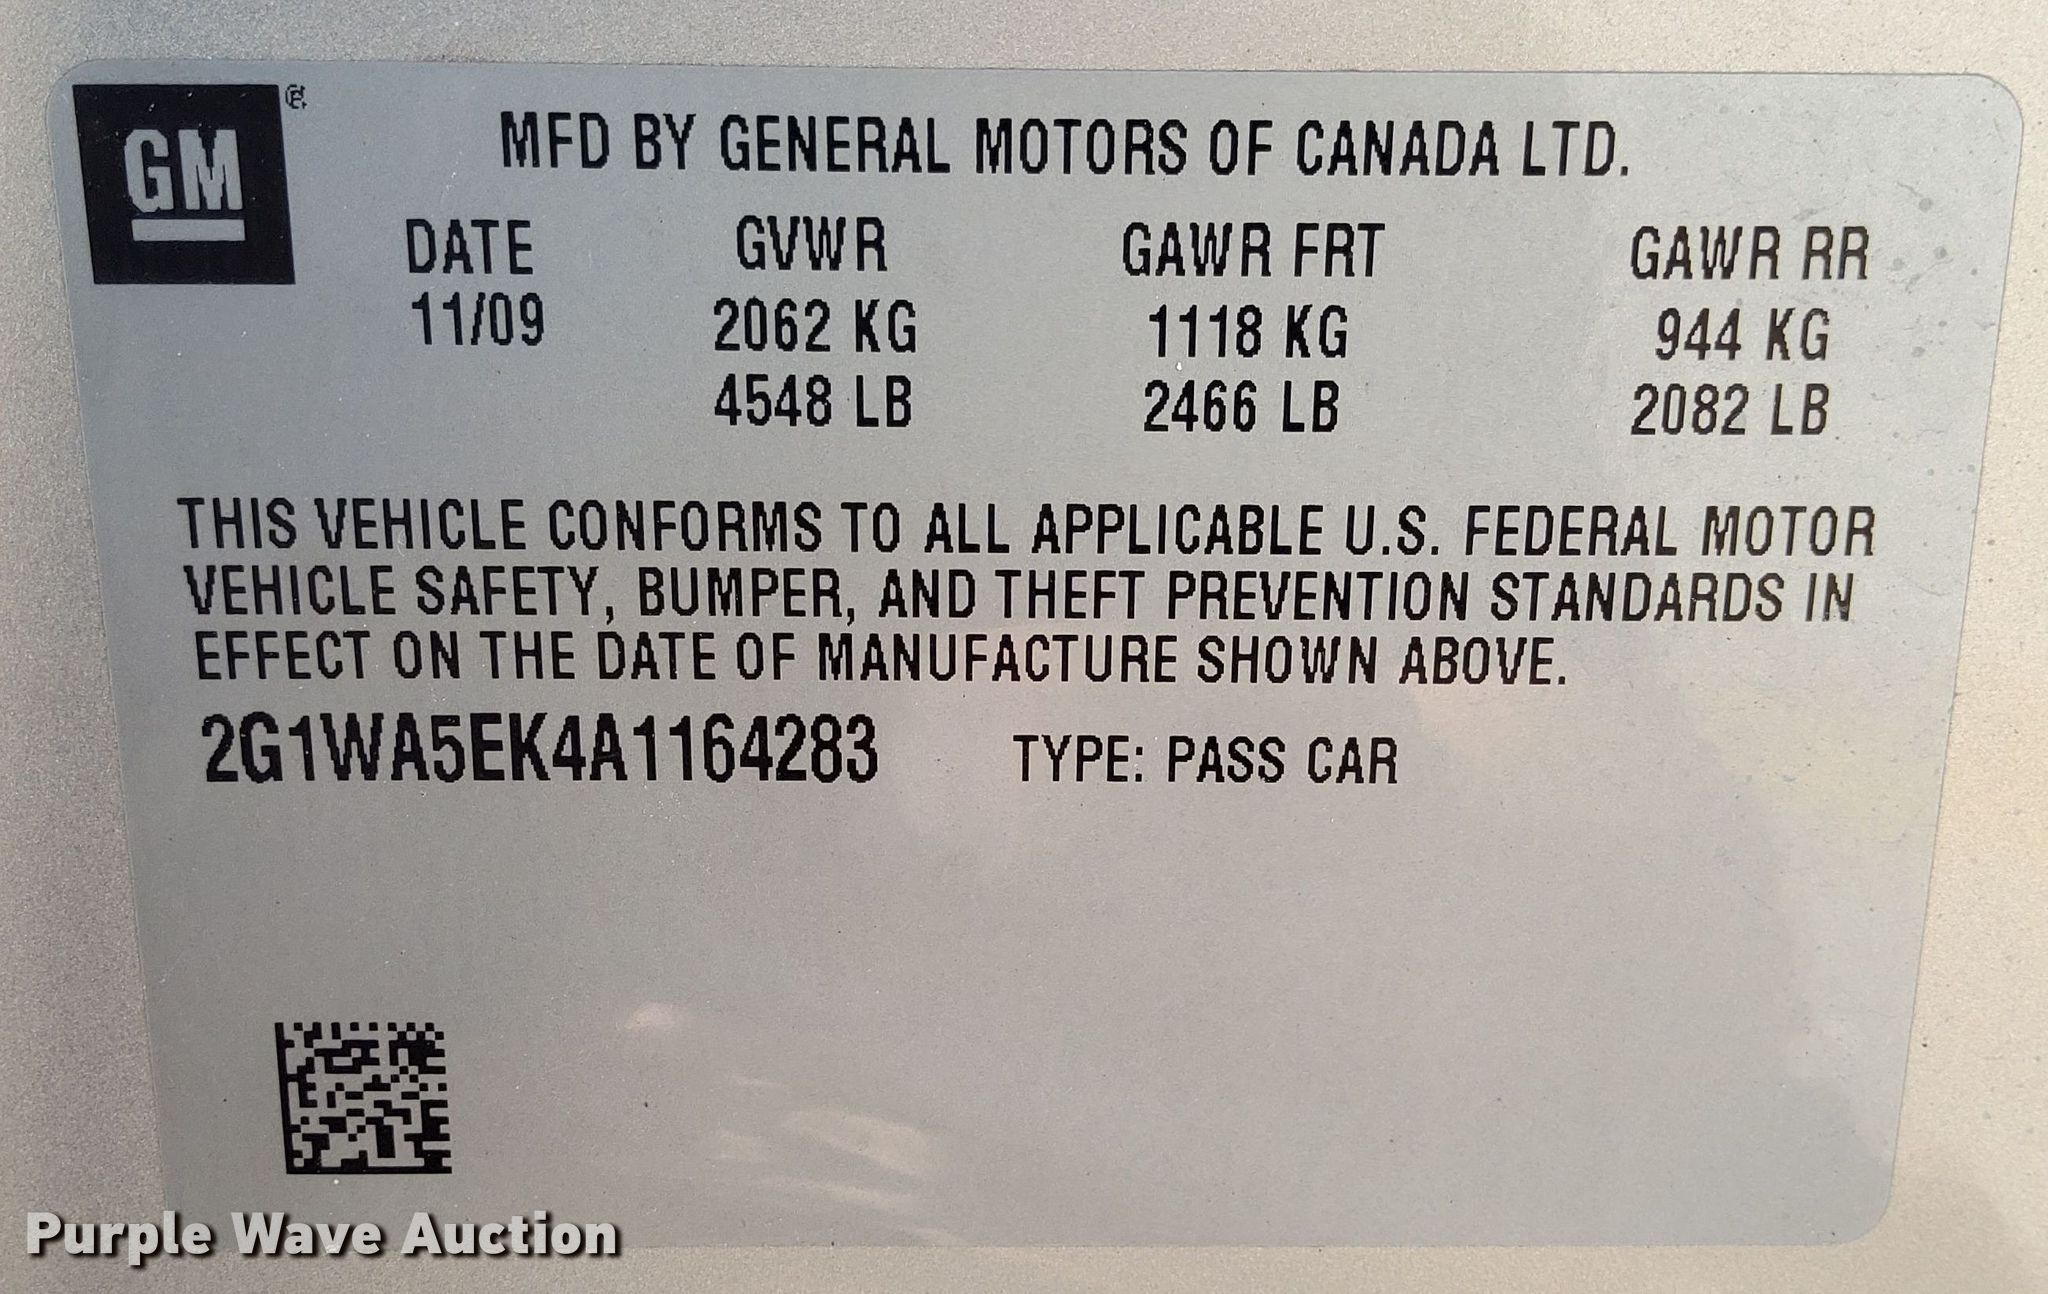 GM
MFD BY GENERAL MOTORS OF CANADA LTD.
DATE GVWR GAWR FRT GAWR RR
11/09 2062 KG 1118 KG 944 KG
4548 LB 2466 LB 2082 LB
THIS VEHICLE CONFORMS TO ALL APPLICABLE U.S. FEDERAL MOTOR
VEHICLE SAFETY, BUMPER, AND THEFT PREVENTION STANDARDS IN
EFFECT ON THE DATE OF MANUFACTURE SHOWN ABOVE.
2G1WA5EK4A1164283 TYPE: PASS CAR
Purple Wave Auction